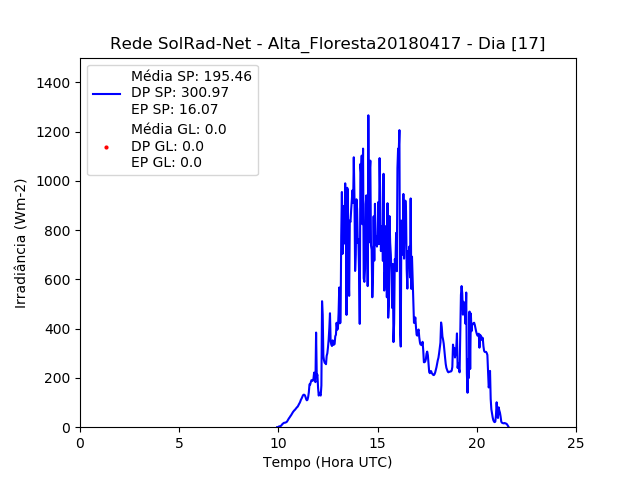 Rede SolRad-Net - Alta_Floresta20180417 - Dia [17]
Média SP: 195.46
DP SP: 300.97
EP SP: 16.07
Média GL: 0.0
DP GL: 0.0
EP GL: 0.0
Irradiância (Wm-2)
1400
1200
1000
800
600
400
200
0
0 5 10 15 20 25
Tempo (Hora UTC)